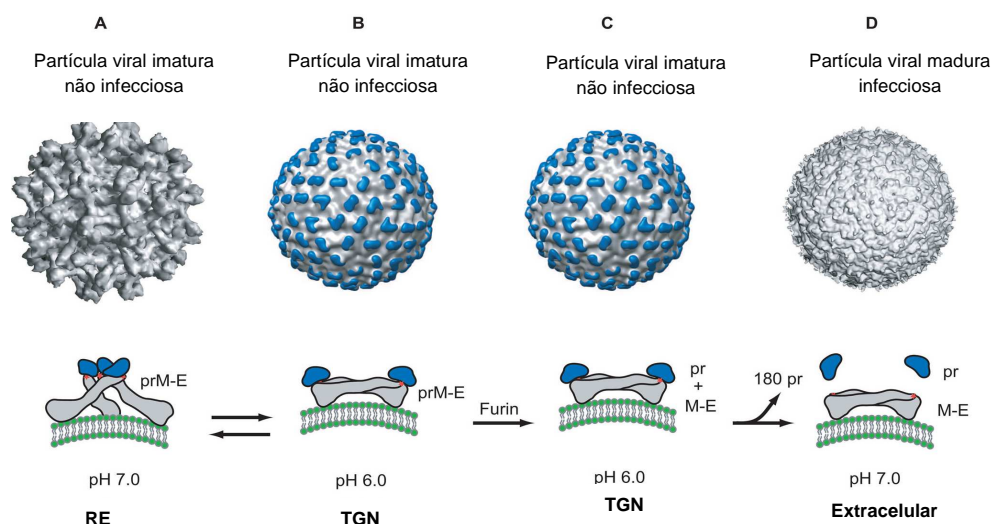 A
B
C
D
Partícula viral imatura
não infecciosa
Partícula viral imatura
não infecciosa
Partícula viral imatura
não infecciosa
Partícula viral madura
infecciosa
prM-E
prM-E
Furin
pr
+
M-E
180 pr
pr
M-E
pH 7.0
pH 6.0
pH 6.0
pH 7.0
RE
TGN
TGN
Extracelular